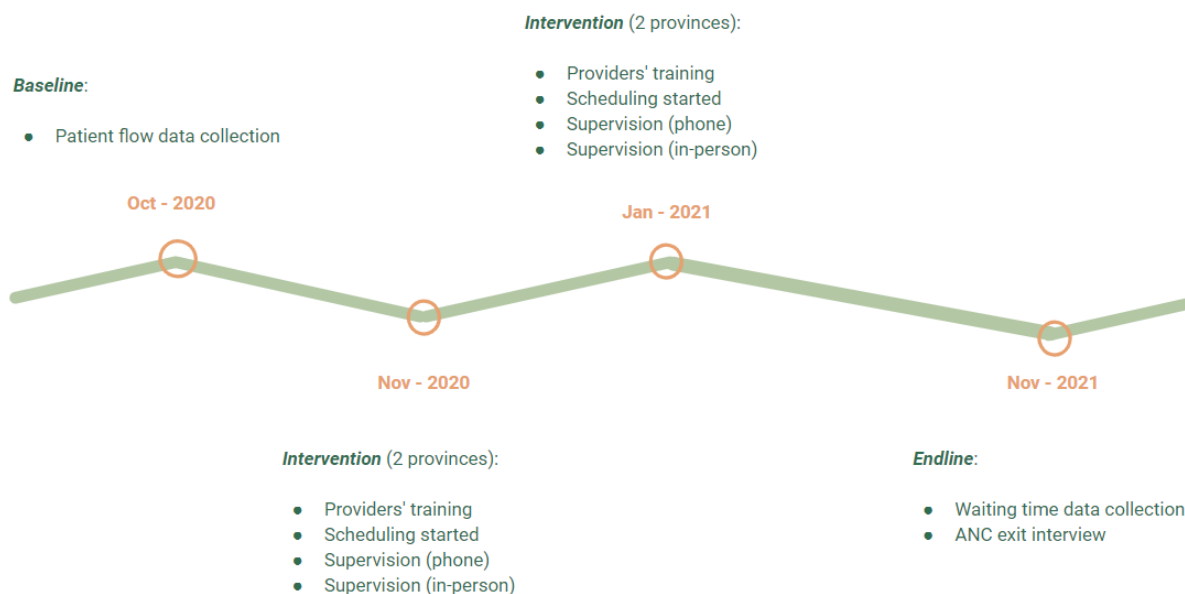 Baseline:
● Patient flow data collection
Oct - 2020
Nov - 2020
Intervention (2 provinces):
● Providers' training
● Scheduling started
● Supervision (phone)
● Supervision (in-person)
Intervention (2 provinces):
● Providers' training
● Scheduling started
● Supervision (phone)
● Supervision (in-person)
Jan - 2021
Nov - 2021
Endline:
● Waiting time data collection
● ANC exit interview